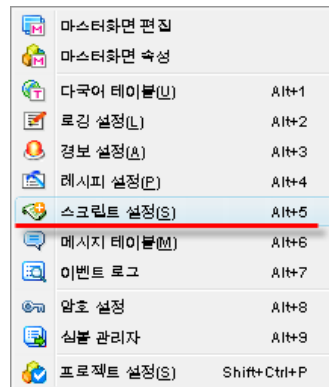 마스터화면 편집
마스터화면 속성
다국어 테이블(U) Alt+1
로깅 설정(L) Alt+2
경보 설정(A) Alt+3
레시피 설정(P) Alt+4
스크립트 설정(S) Alt+5
메시지 테이블(M) Alt+6
이벤트 로그 Alt+7
암호 설정 Alt+8
심볼 관리자 Alt+9
프로젝트 설정(S) Shift+Ctrl+P